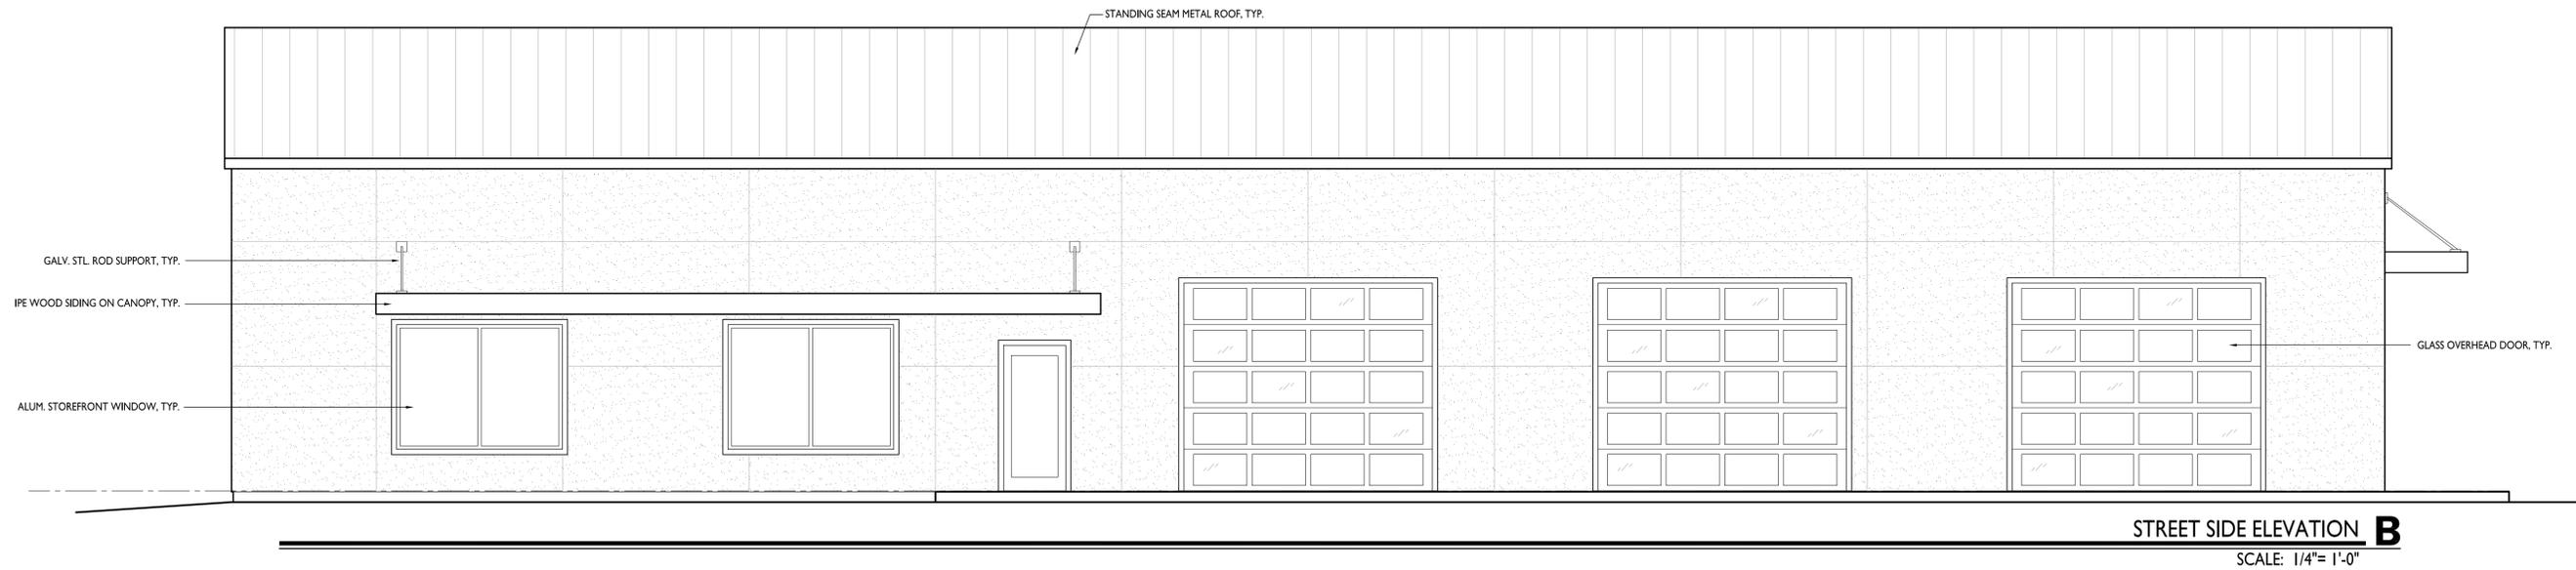 STANDING SEAM METAL ROOF, TYP.
GALV. STL. ROD SUPPORT, TYP.
IPE WOOD SIDING ON CANOPY, TYP.
GLASS OVERHEAD DOOR, TYP.
ALUM. STOREFRONT WINDOW, TYP.
STREET SIDE ELEVATION B
SCALE: 1/4"= 1'-0"